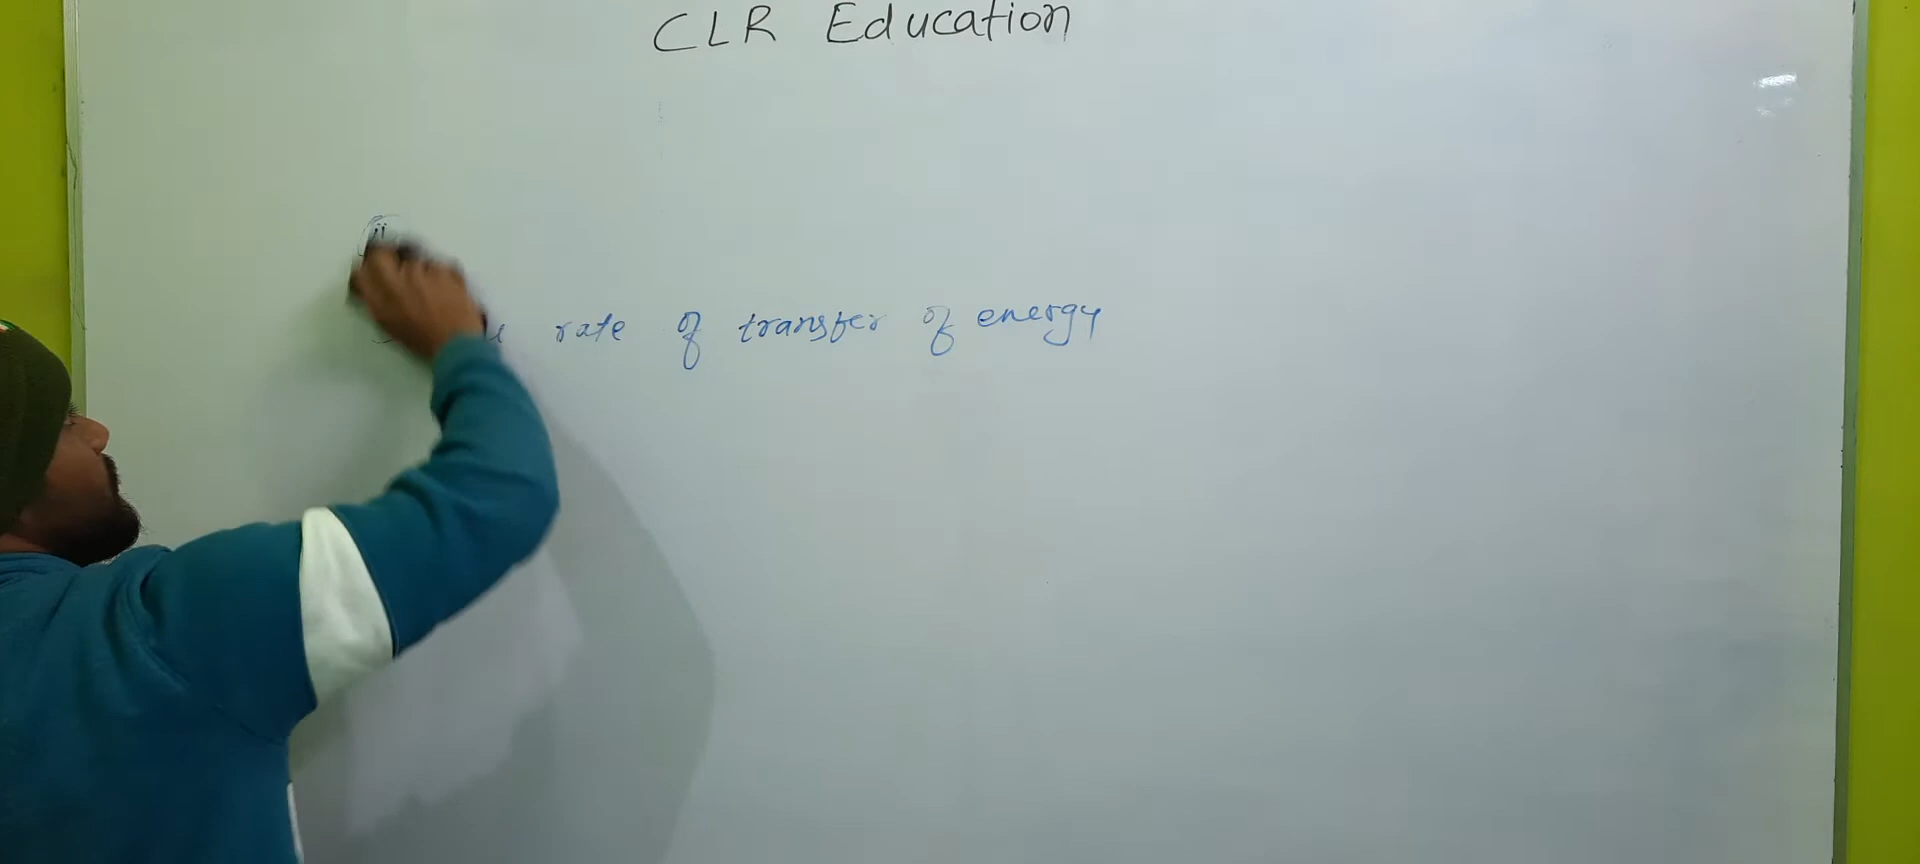 CLR Education
ii
rate of transfer of energy